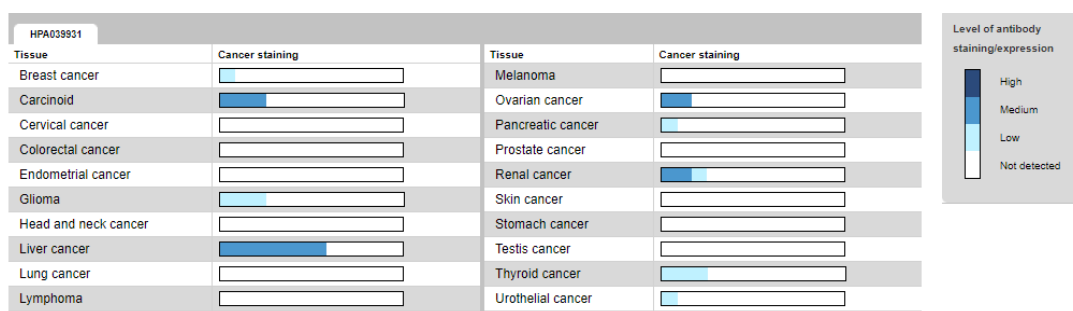 HPA039931
Tissue Cancer staining Tissue Cancer staining
Breast cancer Melanoma
Carcinoid Ovarian cancer
Cervical cancer Pancreatic cancer
Colorectal cancer Prostate cancer
Endometrial cancer Renal cancer
Glioma Skin cancer
Head and neck cancer Stomach cancer
Liver cancer Testis cancer
Lung cancer Thyroid cancer
Lymphoma Urothelial cancer
Level of antibody
staining/expression
High
Medium
Low
Not detected